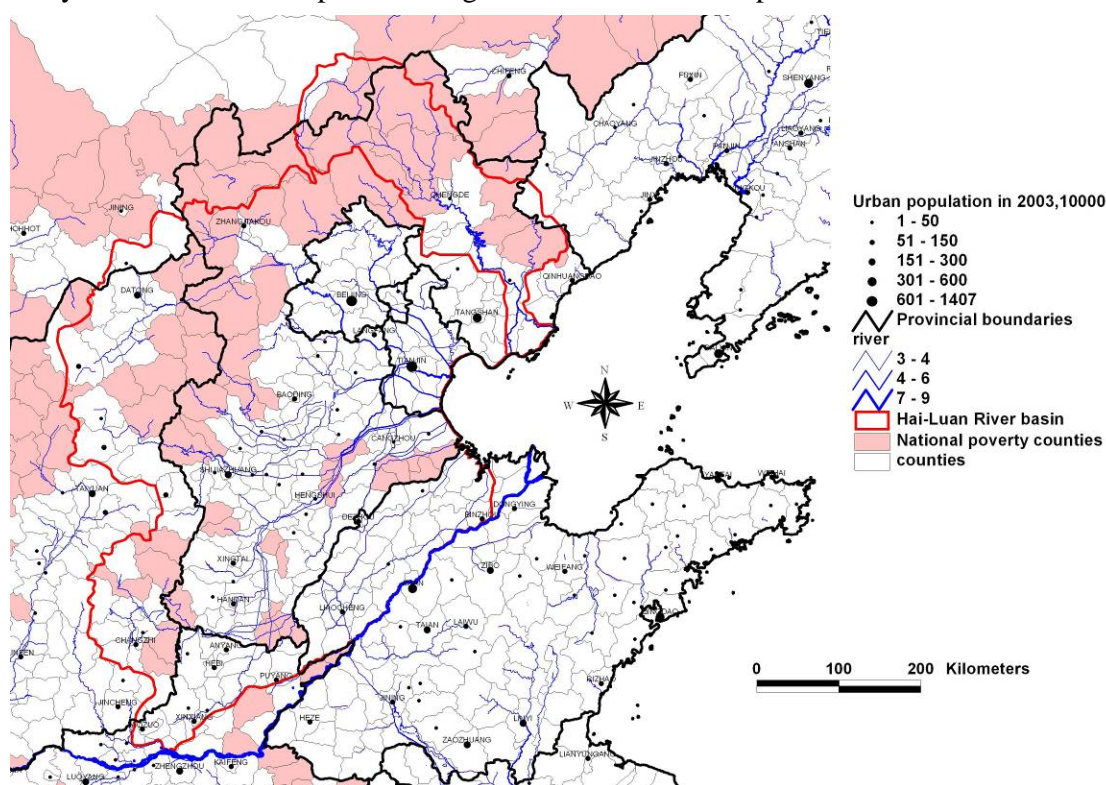 CHIFENG
FUXIN
SHENYANG
CHAOYANG
LIAOYANG
ANSHAN
PANJIN
CHENGDE
JINING
ZHANGJIAKOU
QINHUANGDAO
DATONG
BEIJING
TANGSHAN
TIANJIN
BAODING
CANGZHOU
SHIJIAZHUANG
TAIYUAN
HENGSHUI
DEZHOU
DONGYING
BINZHOU
WEIHAI
XINGTAI
ZIBO
WEIFANG
HANDAN
LIAOCHENG
TAIAN
LAIWU
CHANGZHI
ANYANG
HEBI
PUYANG
RIZHAO
JINING
JINCHENG
XINXIANG
HEZE
LINYI
ZAOZHUANG
LIANYUNGANG
ZHENGZHOU
KAIFENG
LUOYANG
N
W E
S
Urban population in 2003,10000
1 - 50
51 - 150
151 - 300
301 - 600
601 - 1407
Provincial boundaries
river
3 - 4
4 - 6
7 - 9
Hai-Luan River basin
National poverty counties
counties
0 100 200 Kilometers